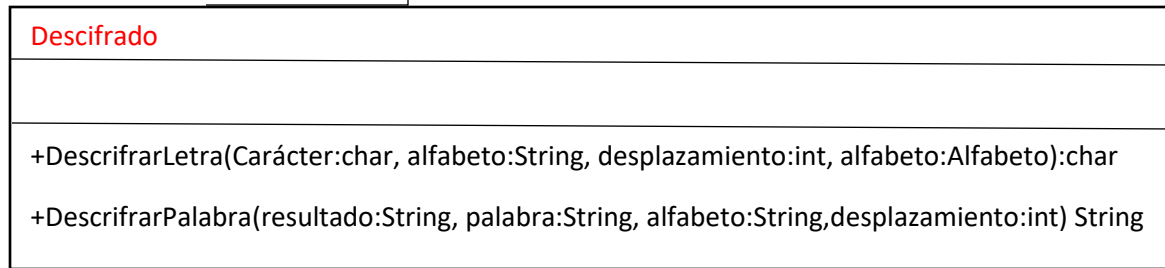 Descifrado
+DescrifrarLetra(Carácter:char, alfabeto:String, desplazamiento:int, alfabeto:Alfabeto):char
+DescrifrarPalabra(resultado:String, palabra:String, alfabeto:String,desplazamiento:int) String